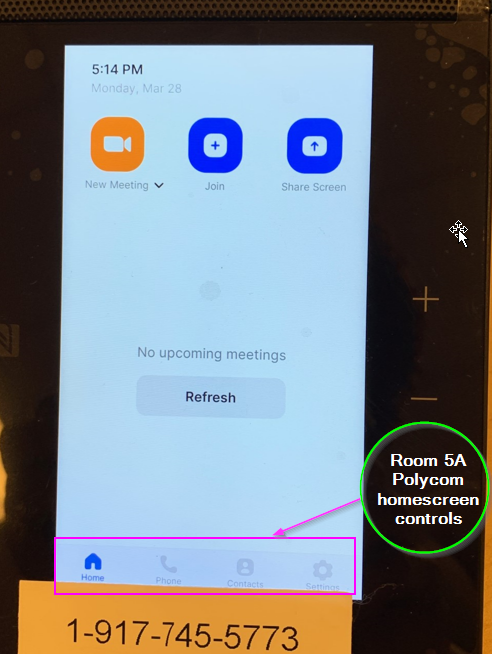 5:14 PM
Monday, Mar 28
New Meeting
Join
Share Screen
No upcoming meetings
Refresh
Room 5A
Polycom
homescreen
controls
Home
Phone
Contacts
Settings
1-917-745-5773